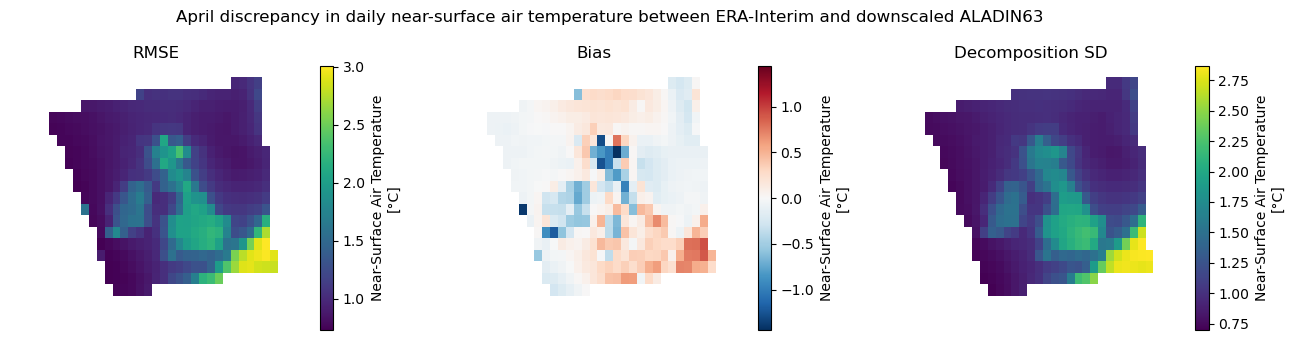 April discrepancy in daily near-surface air temperature between ERA-Interim and downscaled ALADIN63
RMSE
3.0
2.5
2.0
1.5
1.0
Near-Surface Air Temperature
[°C]
Bias
1.0
0.5
0.0
−0.5
−1.0
Near-Surface Air Temperature
[°C]
Decomposition SD
2.75
2.50
2.25
2.00
1.75
1.50
1.25
1.00
0.75
Near-Surface Air Temperature
[°C]